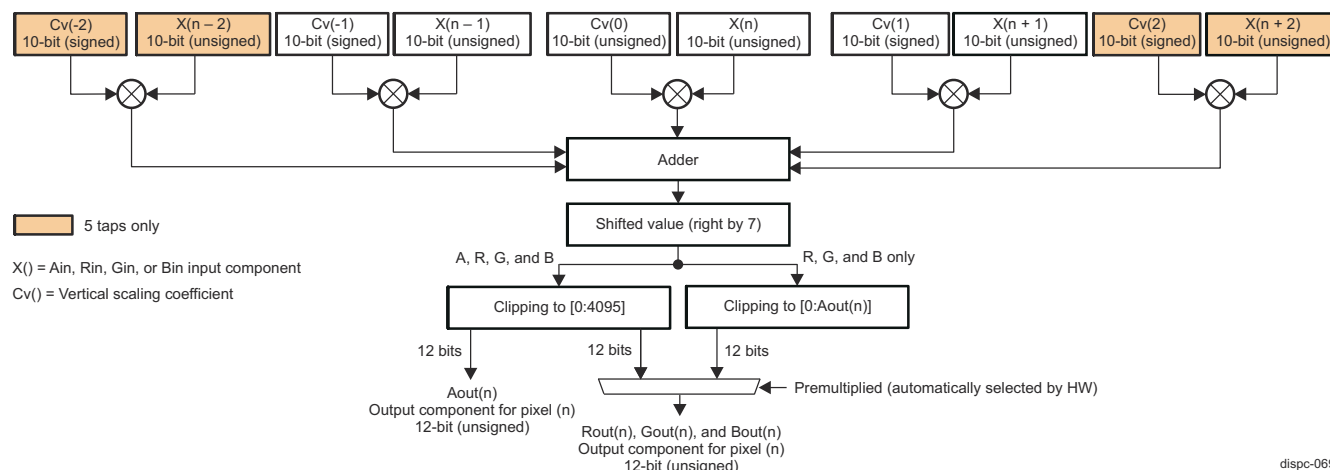 Cv(-2)
10-bit (signed)
X(n – 2)
10-bit (unsigned)
Cv(-1)
10-bit (signed)
X(n – 1)
10-bit (unsigned)
Cv(0)
10-bit (unsigned)
X(n)
10-bit (unsigned)
Cv(1)
10-bit (signed)
X(n + 1)
10-bit (unsigned)
Cv(2)
10-bit (signed)
X(n + 2)
10-bit (unsigned)
Adder
Shifted value (right by 7)
5 taps only
X() = Ain, Rin, Gin, or Bin input component
Cv() = Vertical scaling coefficient
A, R, G, and B
R, G, and B only
Clipping to [0:4095]
Clipping to [0:Aout(n)]
12 bits
12 bits
12 bits
Premultiplied (automatically selected by HW)
Aout(n)
Output component for pixel (n)
12-bit (unsigned)
Rout(n), Gout(n), and Bout(n)
Output component for pixel (n)
12-bit (unsigned)
dispc-069